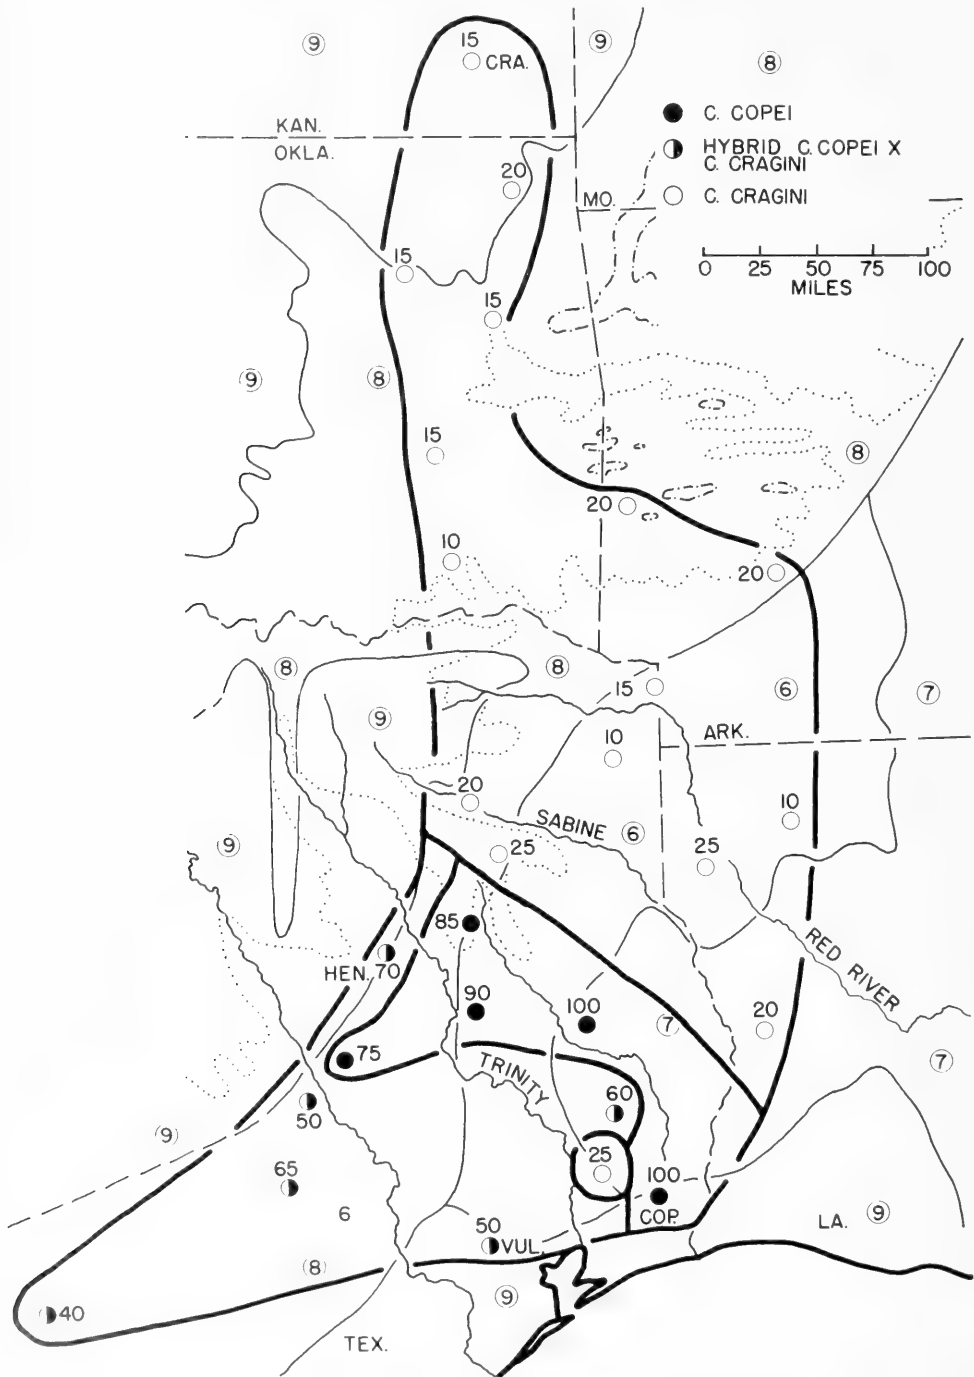 15
9
9
CRA.
8
C. COPEI
KAN.
OKLA.
HYBRID C. COPEI X
C. CRAGINI
20
MO.
C. CRAGINI
15
0 25 50 75 100
MILES
15
9
8
15
8
20
10
20
8
8
15
6
7
9
10
ARK.
20
10
SABINE
6
9
25
25
85
RED RIVER
HEN. 70
90
100
7
20
75
TRINITY
7
60
50
9
25
65
100
6
COP.
LA.
9
50
VUL.
8
9
40
TEX.